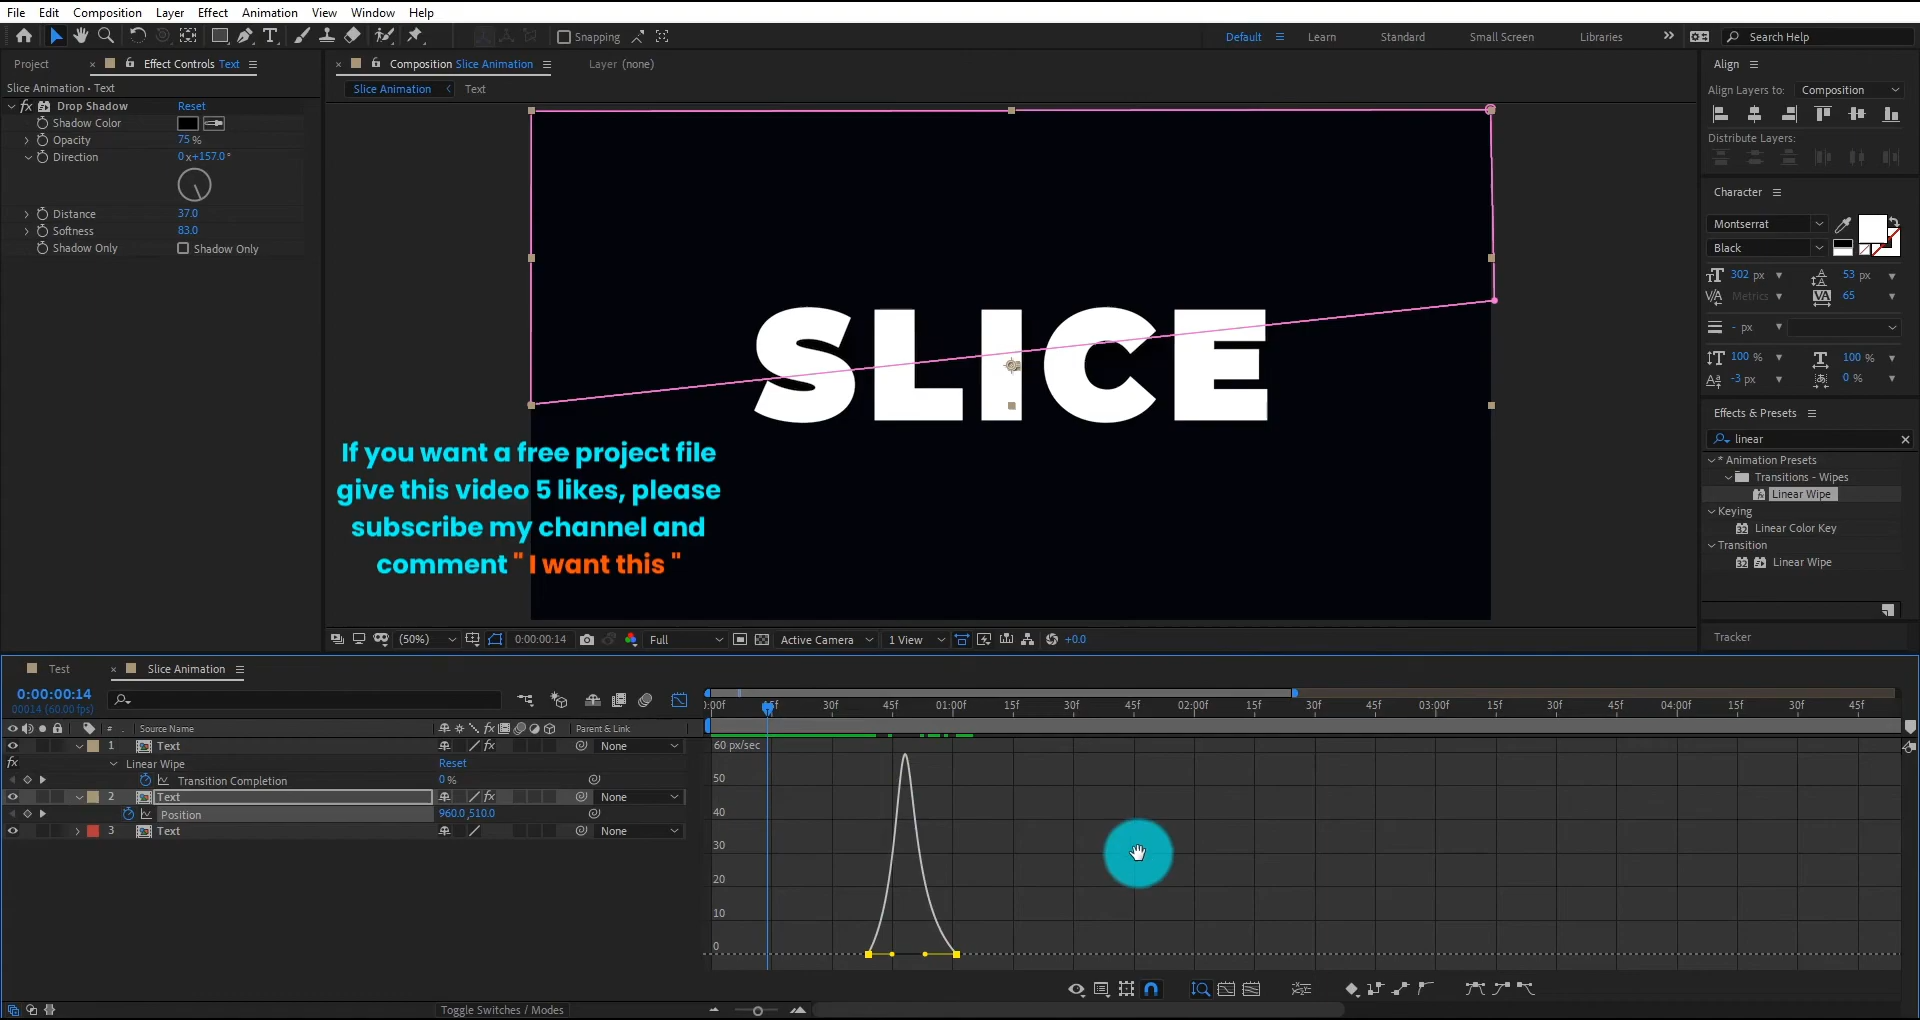 File Edit Composition Layer Effect Animation View Window Help
Snapping
Default Learn Standard Small Screen Libraries Search Help
Project Effect Controls Text
Composition Slice Animation Layer (none)
Align
Slice Animation • Text
Slice Animation Text
Align Layers to: Composition
fx Drop Shadow Reset
Shadow Color
Opacity 75 %
Direction 0x+157.0°
Distance 37.0
Softness 83.0
Shadow Only Shadow Only
Distribute Layers:
Character
Montserrat
Black
302 px 53 px
Metrics 65
- px
100 % 100 %
-3 px 0 %
Effects & Presets
linear
* Animation Presets
Transitions - Wipes
Linear Wipe
Keying
Linear Color Key
Transition
Linear Wipe
Tracker
SLICE
If you want a free project file
give this video 5 likes, please
subscribe my channel and
comment " I want this "
(50%) 0:00:00:14 Full Active Camera 1 View +0.0
Test Slice Animation
0:00:00:14
00014 (60.00 fps)
# Source Name Parent & Link
1 Text fx None
fx Linear Wipe Reset
Transition Completion 0 %
2 Text fx None
Position 960.0,510.0
3 Text None
:00f 15f 30f 45f 01:00f 15f 30f 45f 02:00f 15f 30f 45f 03:00f 15f 30f 45f 04:00f 15f 30f 45f
60 px/sec
50
40
30
20
10
0
Toggle Switches / Modes